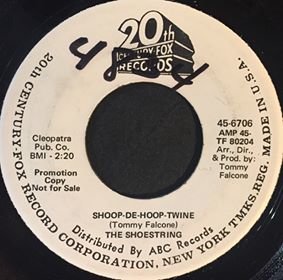 20th
CENTURY-FOX
RECORDS
45-6706
AMP 45-
TF 80204
Arr., Dir.,
& Prod. by:
Tommy
Falcone
Cleopatra
Pub. Co.
BMI - 2:20
Promotion
Copy
Not for Sale
SHOOP-DE-HOOP-TWINE
(Tommy Falcone)
THE SHOESTRING
Distributed By ABC Records
20th CENTURY-FOX RECORD CORPORATION, NEW YORK TMKS. REG. MADE IN U.S.A.